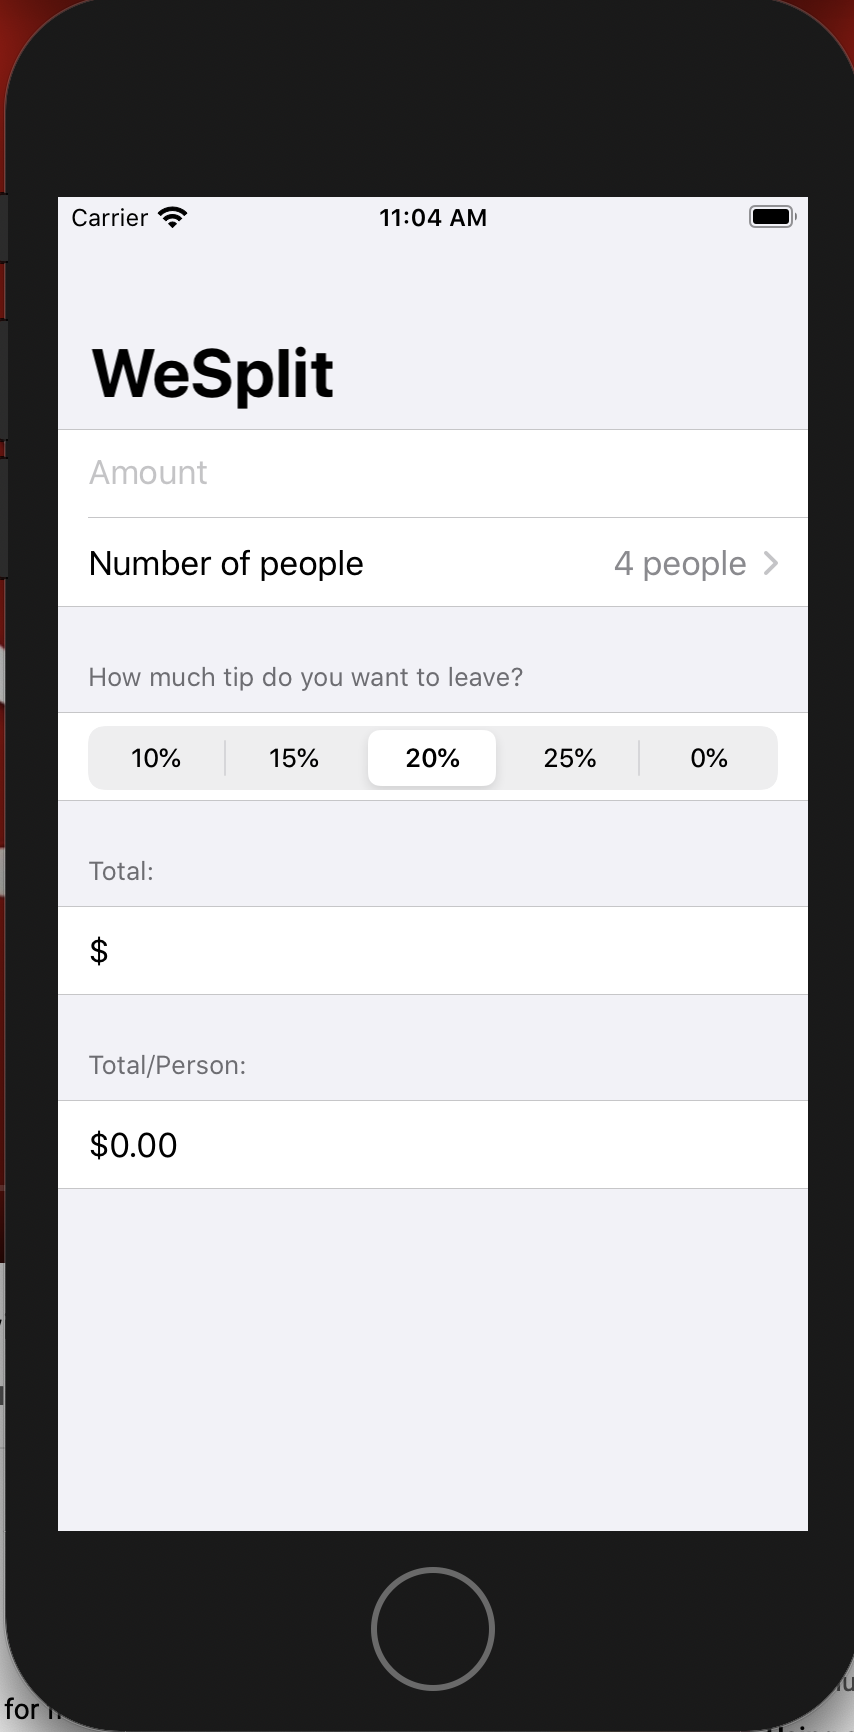 Carrier 11:04 AM
WeSplit
Amount
Number of people 4 people
How much tip do you want to leave?
10% 15% 20% 25% 0%
Total:
$
Total/Person:
$0.00
for